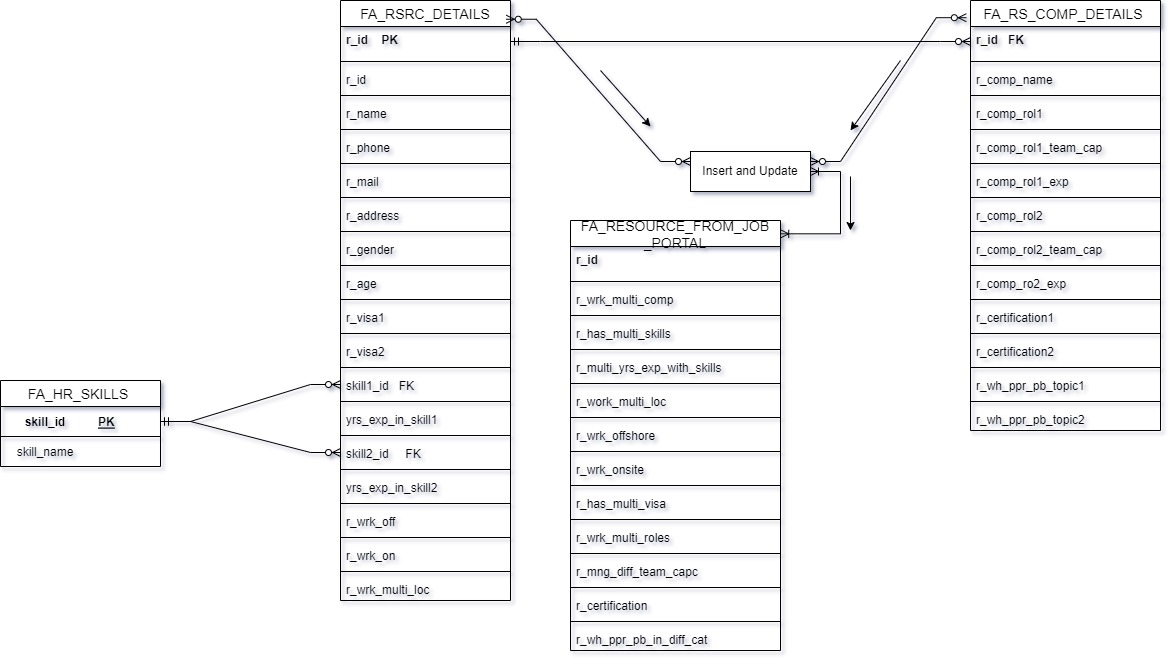 FA_RSRC_DETAILS
r_id PK
r_id
r_name
r_phone
r_mail
r_address
r_gender
r_age
r_visa1
r_visa2
skill1_id FK
yrs_exp_in_skill1
skill2_id FK
yrs_exp_in_skill2
r_wrk_off
r_wrk_on
r_wrk_multi_loc
FA_HR_SKILLS
skill_id PK
skill_name
Insert and Update
FA_RESOURCE_FROM_JOB
_PORTAL
r_id
r_wrk_multi_comp
r_has_multi_skills
r_multi_yrs_exp_with_skills
r_work_multi_loc
r_wrk_offshore
r_wrk_onsite
r_has_multi_visa
r_wrk_multi_roles
r_mng_diff_team_capc
r_certification
r_wh_ppr_pb_in_diff_cat
FA_RS_COMP_DETAILS
r_id FK
r_comp_name
r_comp_rol1
r_comp_rol1_team_cap
r_comp_rol1_exp
r_comp_rol2
r_comp_rol2_team_cap
r_comp_ro2_exp
r_certification1
r_certification2
r_wh_ppr_pb_topic1
r_wh_ppr_pb_topic2